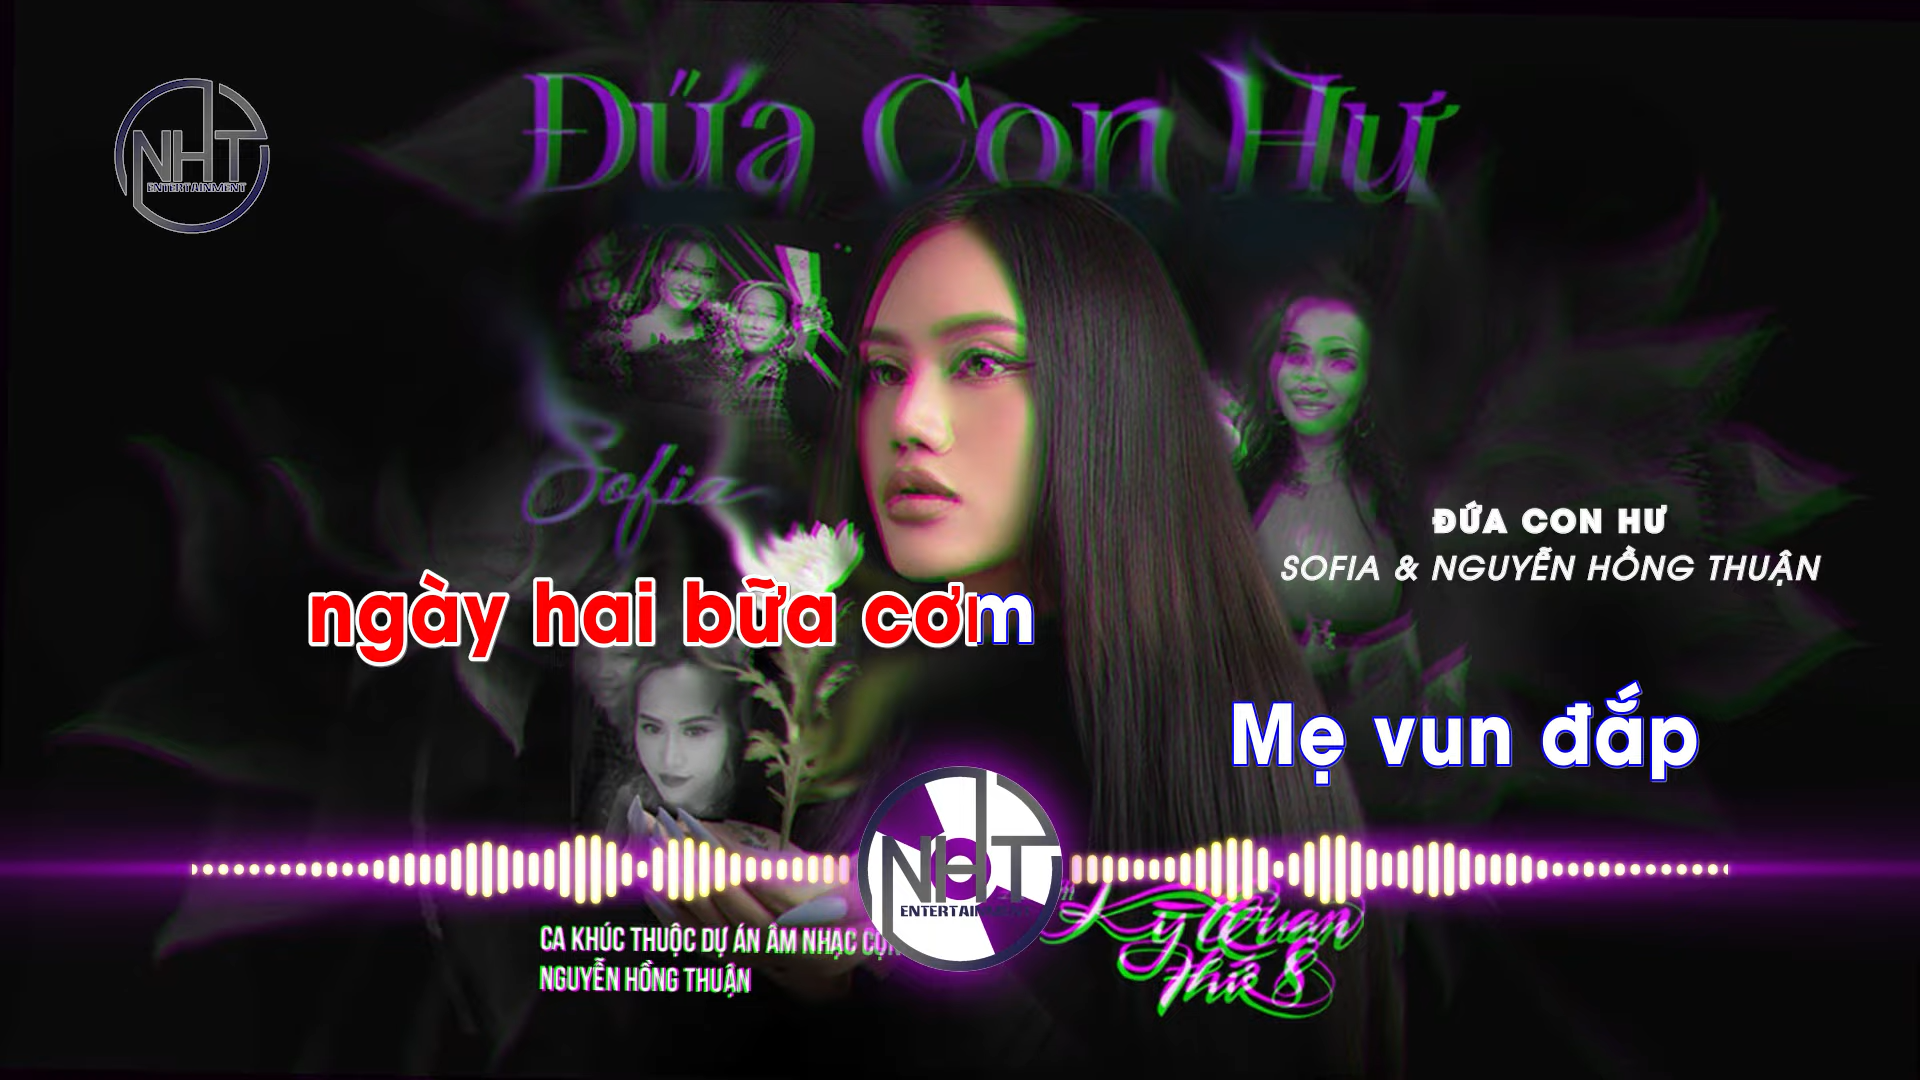 Đứa Con Hư
NHT
ENTERTAINMENT
Sofia
ĐỨA CON HƯ
SOFIA & NGUYỄN HỒNG THUẬN
ngày hai bữa cơm
Mẹ vun đắp
NHT
ENTERTAINMENT
CA KHÚC THUỘC DỰ ÁN ÂM NHẠC
NGUYỄN HỒNG THUẬN
Kỳ Quan
thứ 8